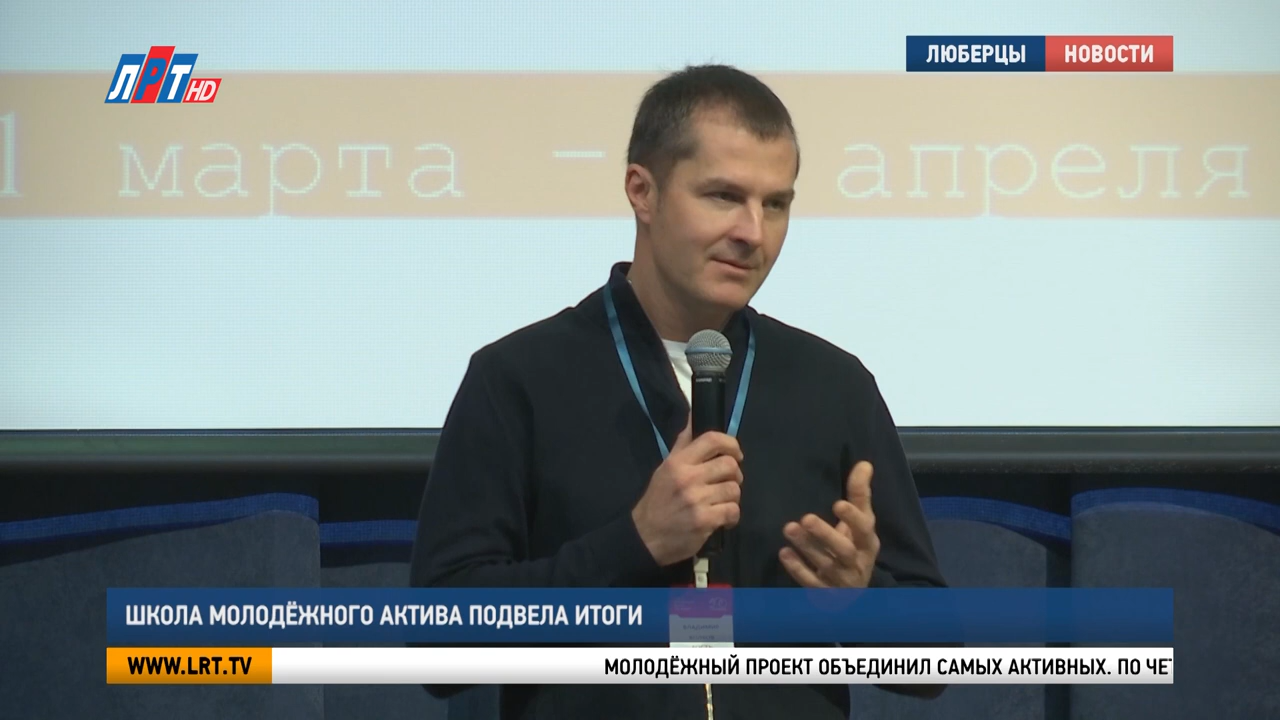 ЛРТ HD
ЛЮБЕРЦЫ НОВОСТИ
1 марта – апреля
ШКОЛА МОЛОДЁЖНОГО АКТИВА ПОДВЕЛА ИТОГИ
WWW.LRT.TV
МОЛОДЁЖНЫЙ ПРОЕКТ ОБЪЕДИНИЛ САМЫХ АКТИВНЫХ. ПО